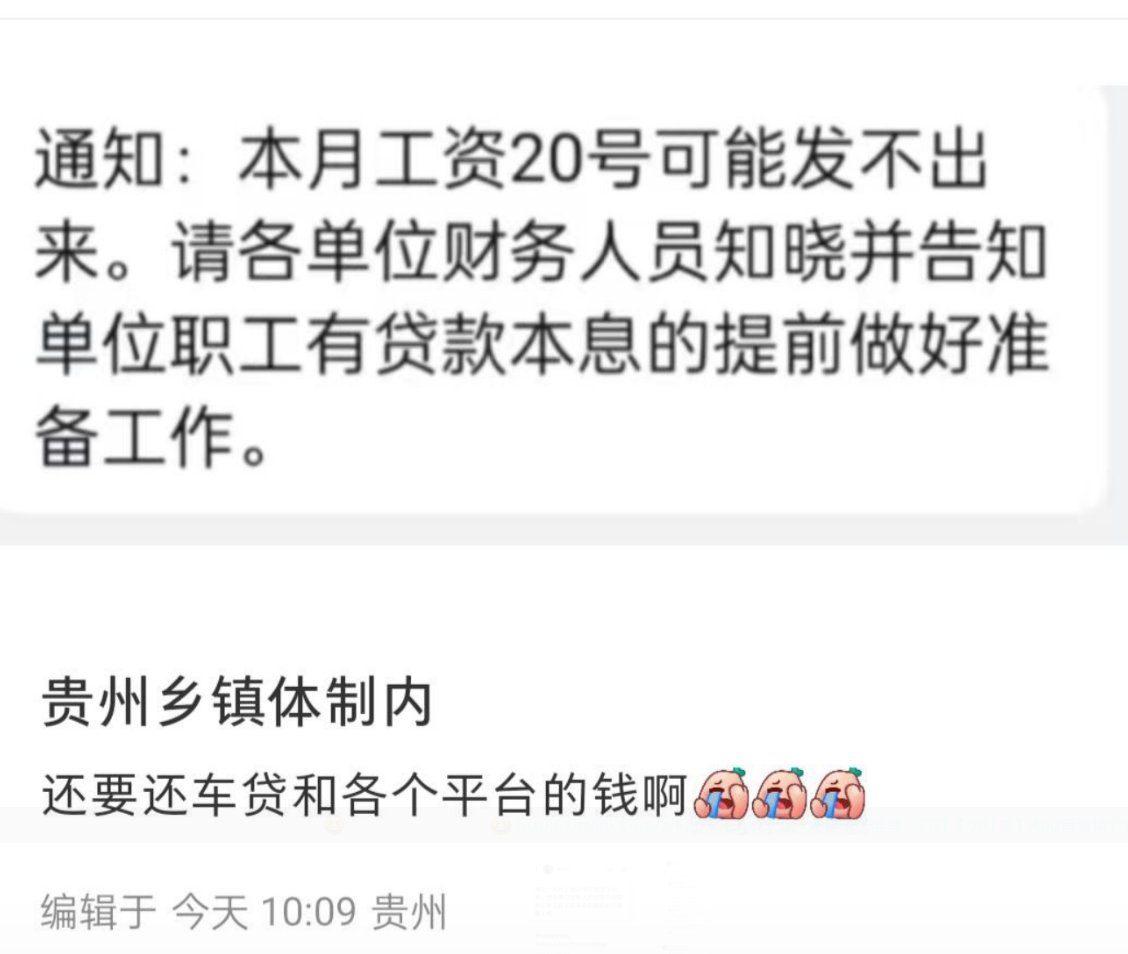 通知：本月工资20号可能发不出
来。请各单位财务人员知晓并告知
单位职工有贷款本息的提前做好准
备工作。
贵州乡镇体制内
还要还车贷和各个平台的钱啊
编辑于 今天 10:09 贵州